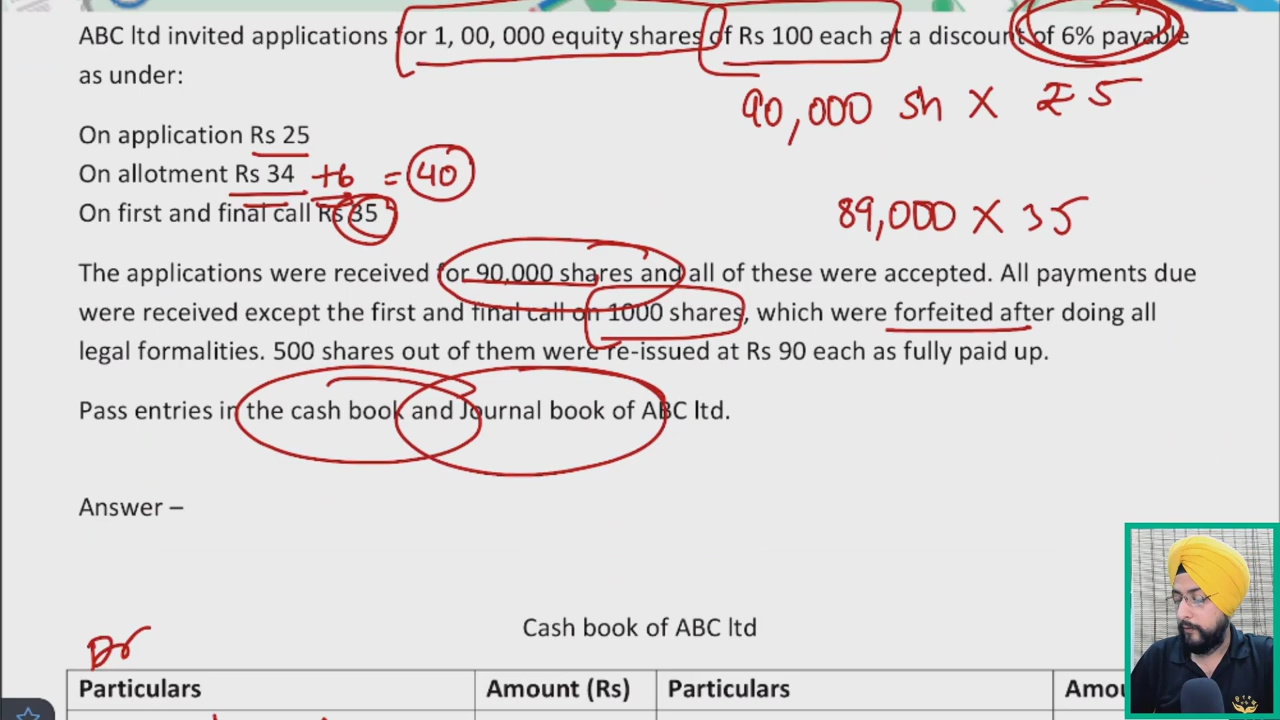 ABC ltd invited applications for 1, 00, 000 equity shares of Rs 100 each at a discount of 6% payable
as under:
90,000 sh X ₹ 5
On application Rs 25
On allotment Rs 34 +6 = 40
On first and final call Rs 35
89,000 X 35
The applications were received for 90,000 shares and all of these were accepted. All payments due
were received except the first and final call on 1000 shares, which were forfeited after doing all
legal formalities. 500 shares out of them were re-issued at Rs 90 each as fully paid up.
Pass entries in the cash book and Journal book of ABC ltd.
Answer –
Cash book of ABC ltd
Dr
Particulars Amount (Rs) Particulars Amou